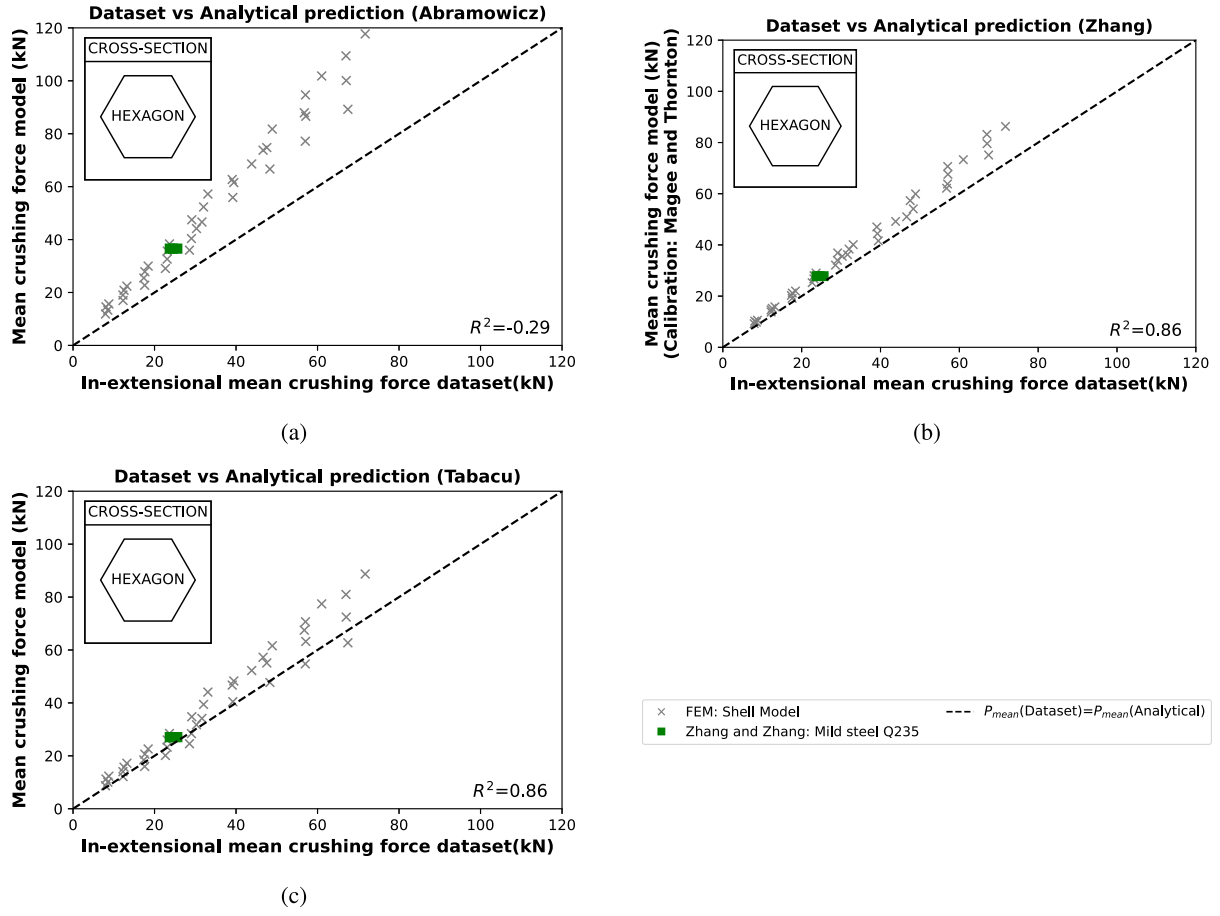 Dataset vs Analytical prediction (Abramowicz)
Mean crushing force model (kN)
120
100
80
60
40
20
0
CROSS-SECTION
HEXAGON
R²=-0.29
0 20 40 60 80 100 120
In-extensional mean crushing force dataset(kN)
(a)
Dataset vs Analytical prediction (Zhang)
Mean crushing force model (kN)
(Calibration: Magee and Thornton)
120
100
80
60
40
20
0
CROSS-SECTION
HEXAGON
R²=0.86
0 20 40 60 80 100 120
In-extensional mean crushing force dataset(kN)
(b)
Dataset vs Analytical prediction (Tabacu)
Mean crushing force model (kN)
120
100
80
60
40
20
0
CROSS-SECTION
HEXAGON
R²=0.86
0 20 40 60 80 100 120
In-extensional mean crushing force dataset(kN)
(c)
FEM: Shell Model
Zhang and Zhang: Mild steel Q235
P_mean(Dataset)=P_mean(Analytical)